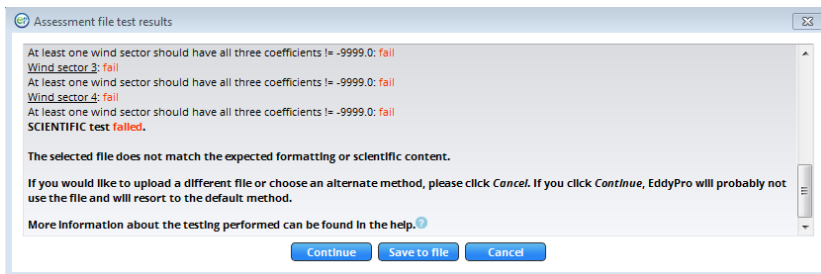 Assessment file test results
At least one wind sector should have all three coefficients != -9999.0: fail
Wind sector 3: fail
At least one wind sector should have all three coefficients != -9999.0: fail
Wind sector 4: fail
At least one wind sector should have all three coefficients != -9999.0: fail
SCIENTIFIC test failed.
The selected file does not match the expected formatting or scientific content.
If you would like to upload a different file or choose an alternate method, please click Cancel. If you click Continue, EddyPro will probably not
use the file and will resort to the default method.
More information about the testing performed can be found in the help.?
Continue Save to file Cancel